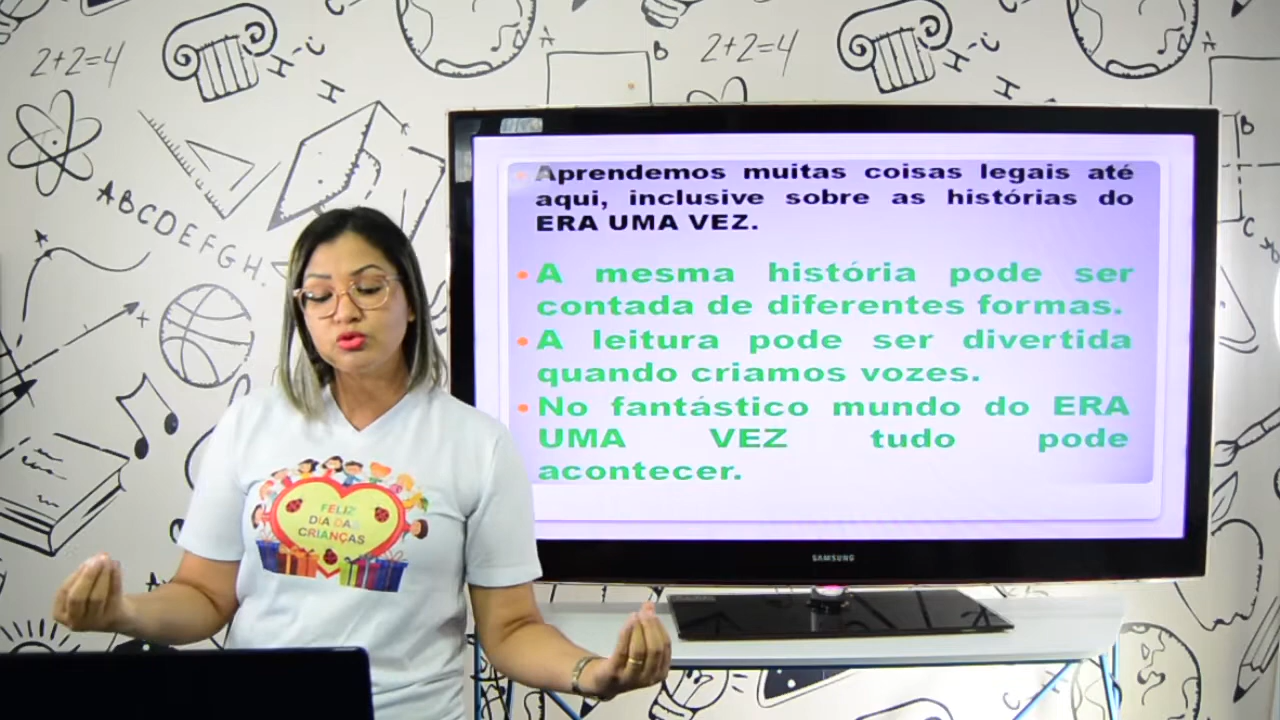 2+2=4
2+2=4
A
B
H
H
A
B
C
ABCDEFGH.
Aprendemos muitas coisas legais até
aqui, inclusive sobre as histórias do
ERA UMA VEZ.
• A mesma história pode ser
contada de diferentes formas.
• A leitura pode ser divertida
quando criamos vozes.
• No fantástico mundo do ERA
UMA VEZ tudo pode
acontecer.
FELIZ
DIA DAS
CRIANÇAS
SAMSUNG